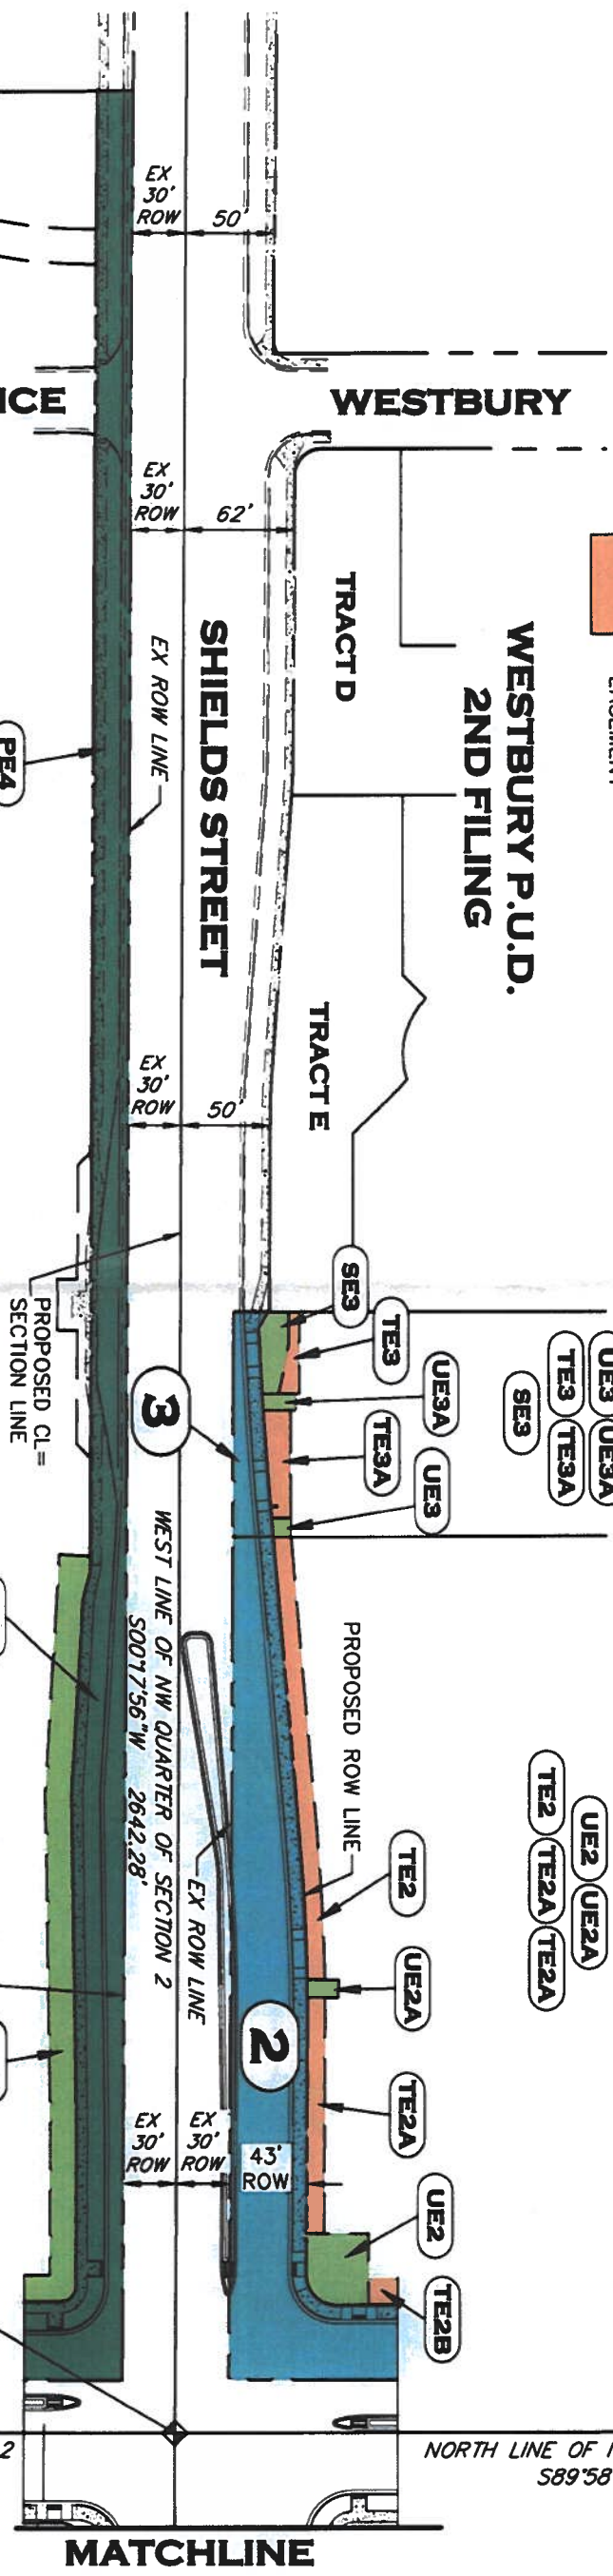 EX
30'
ROW
50'
ICE
WESTBURY
EX
30'
ROW
62'
TRACT D
WESTBURY P.U.D.
2ND FILING
EX ROW LINE
SHIELDS STREET
PE4
TRACT E
EX
30'
ROW
50'
PROPOSED CL=
SECTION LINE
SE3
TE3
UE3A
TE3A
UE3
UE3 UE3A
TE3 TE3A
SE3
3
WEST LINE OF NW QUARTER OF SECTION 2
S00°17'56"W 2642.28'
PROPOSED ROW LINE
EX ROW LINE
TE2
UE2A
TE2A
UE2 UE2A
TE2 TE2A TE2A
2
EX
30'
ROW
EX
30'
ROW
43'
ROW
UE2
TE2B
2
NORTH LINE OF
S89°58
MATCHLINE